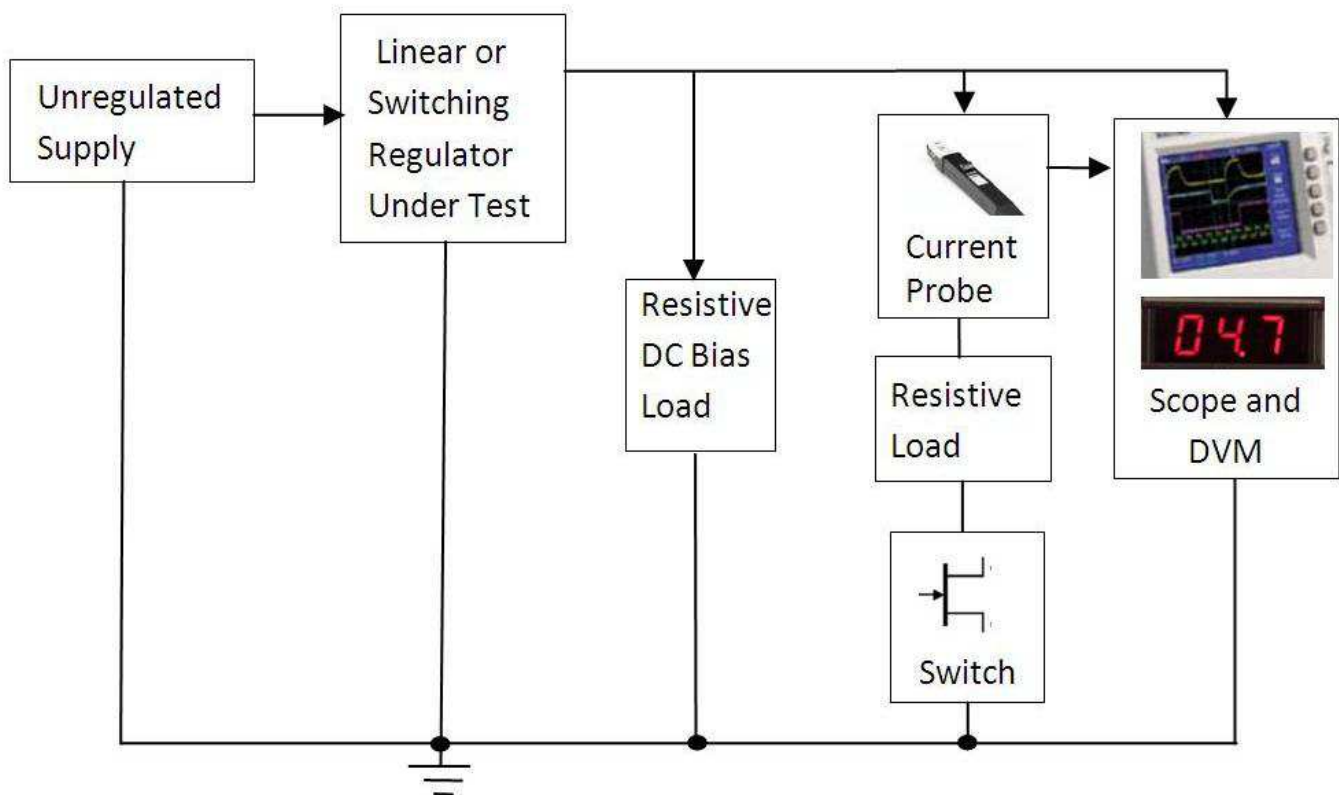 Unregulated
Supply
Linear or
Switching
Regulator
Under Test
Resistive
DC Bias
Load
Current
Probe
Resistive
Load
Switch
04.7
Scope and
DVM